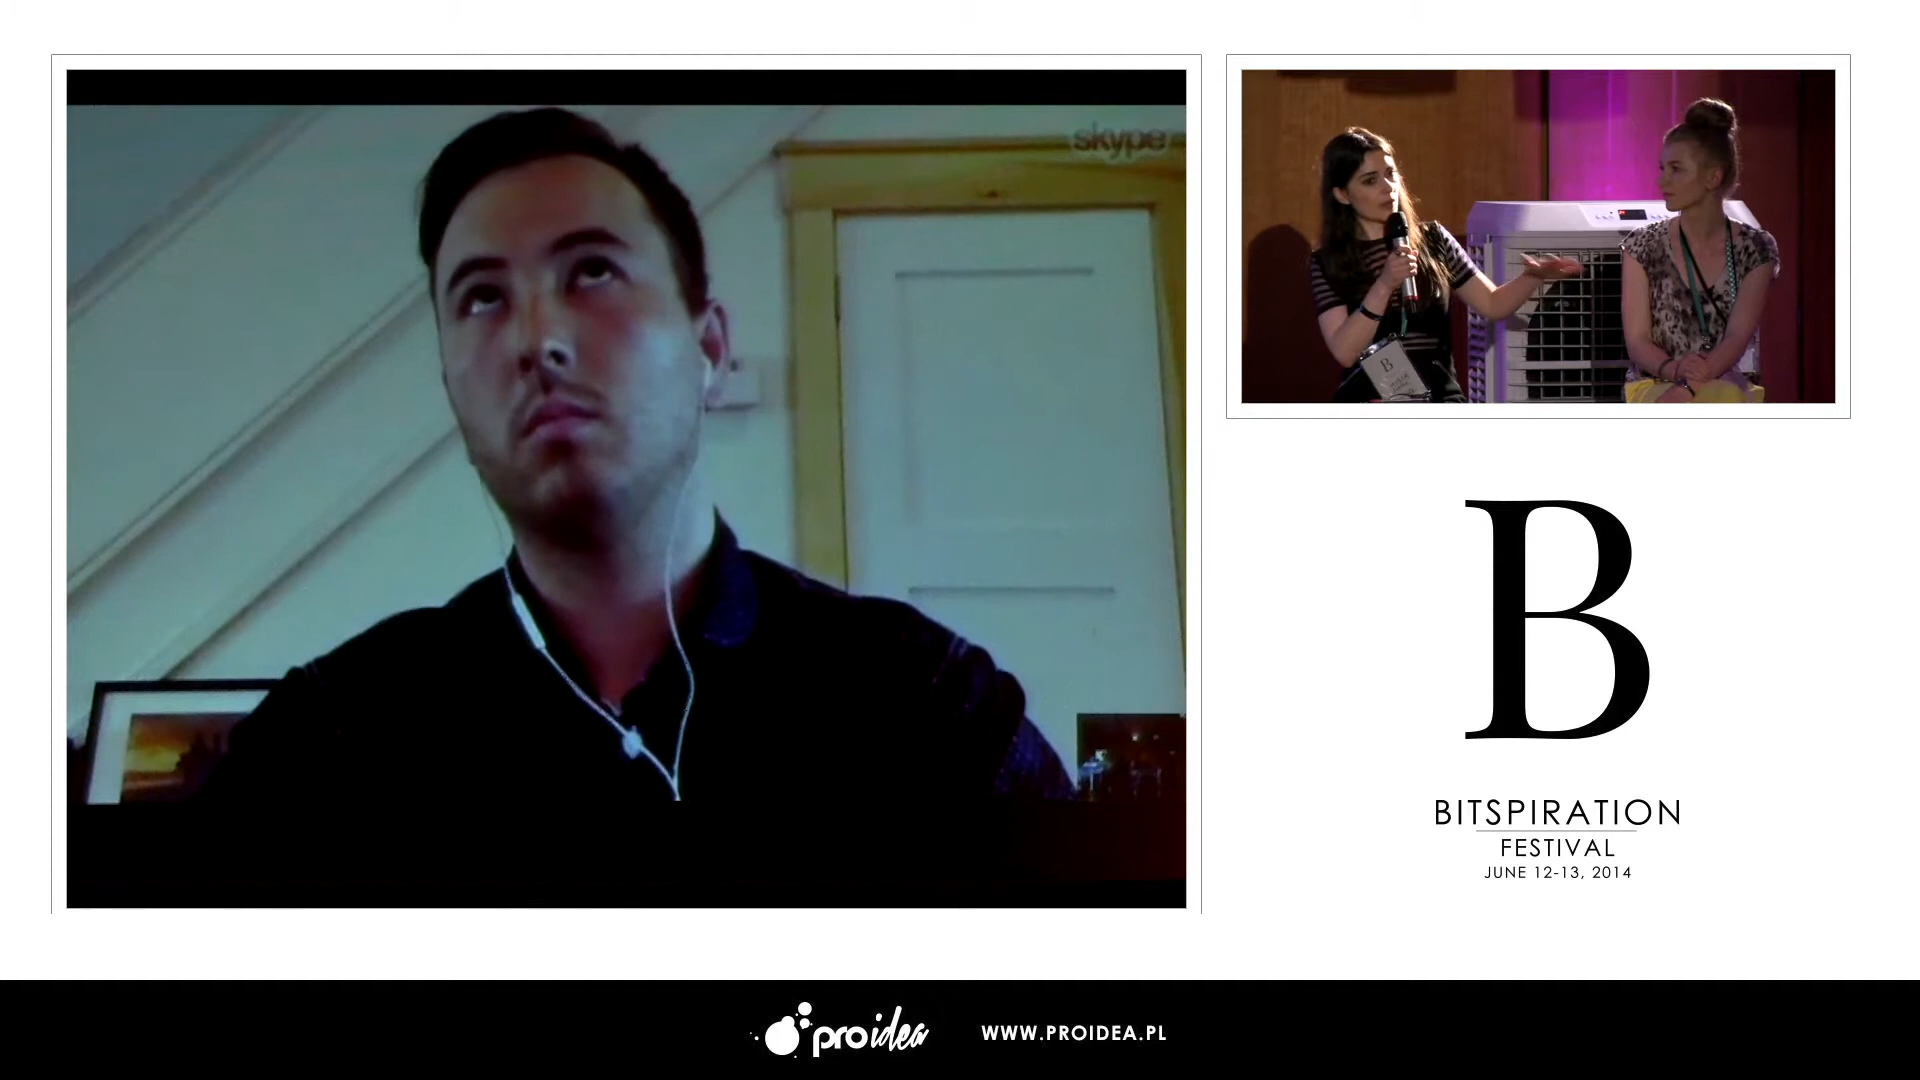 skype
B
BITSPIRATION
FESTIVAL
JUNE 12-13, 2014
proidea
WWW.PROIDEA.PL